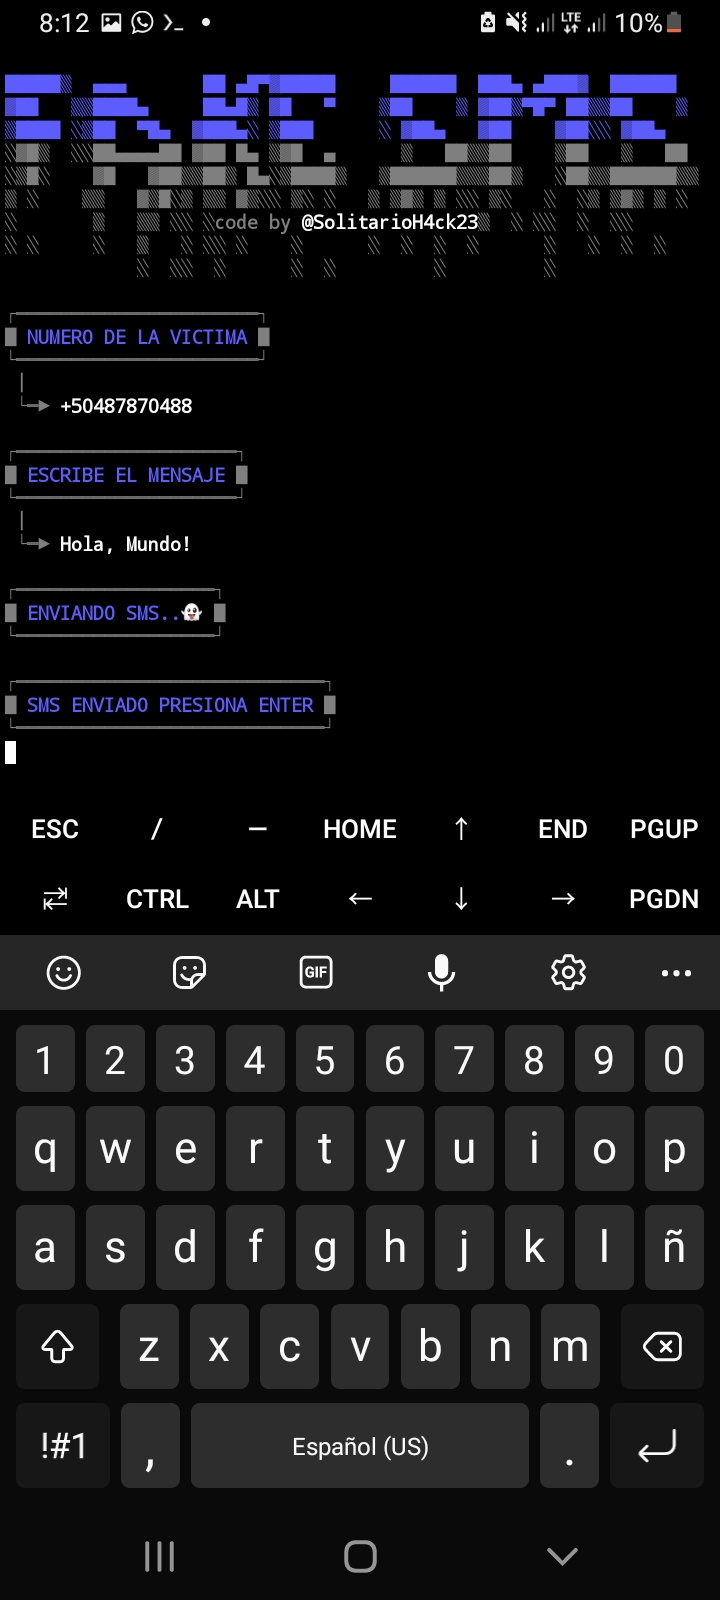 8:12 LTE 10%
code by @SolitarioH4ck23
NUMERO DE LA VICTIMA
+50487870488
ESCRIBE EL MENSAJE
Hola, Mundo!
ENVIANDO SMS..👻
SMS ENVIADO PRESIONA ENTER
ESC / — HOME ↑ END PGUP
⇆ CTRL ALT ← ↓ → PGDN
GIF
1 2 3 4 5 6 7 8 9 0
q w e r t y u i o p
a s d f g h j k l ñ
z x c v b n m
!#1 , Español (US) .